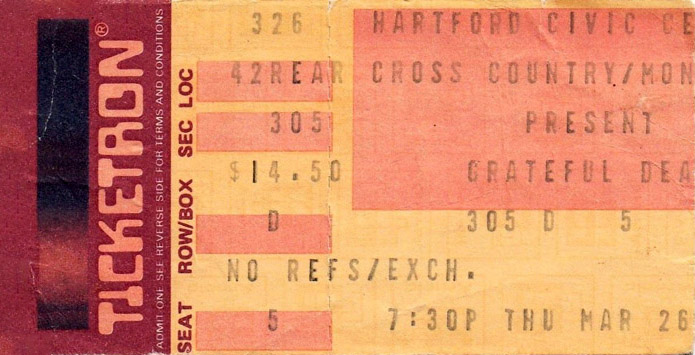 TICKETRON®
ADMIT ONE SEE REVERSE SIDE FOR TERMS AND CONDITIONS
SEAT ROW/BOX SEC LOC
326 HARTFORD CIVIC CE
42REAR CROSS COUNTRY/MON
305 PRESENT
$14.50 GRATEFUL DEA
D 305 D 5
NO REFS/EXCH.
5 7:30P THU MAR 26